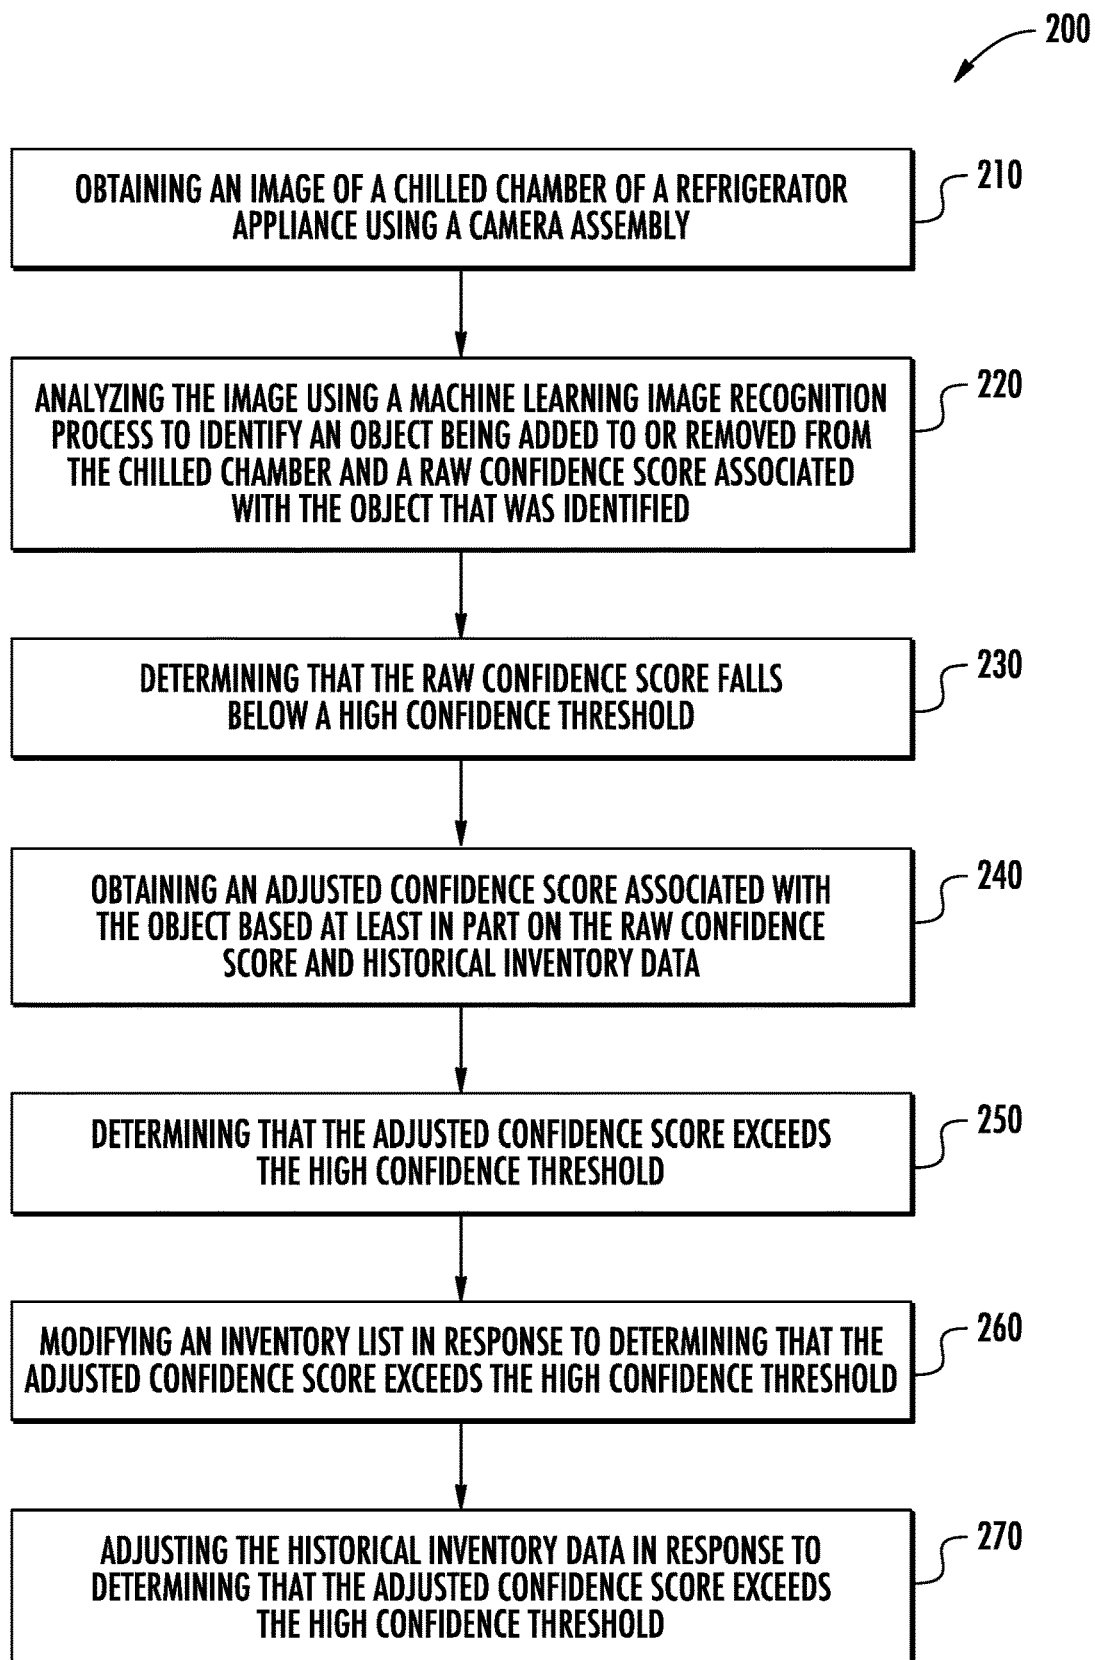 200
OBTAINING AN IMAGE OF A CHILLED CHAMBER OF A REFRIGERATOR
APPLIANCE USING A CAMERA ASSEMBLY
210
ANALYZING THE IMAGE USING A MACHINE LEARNING IMAGE RECOGNITION
PROCESS TO IDENTIFY AN OBJECT BEING ADDED TO OR REMOVED FROM
THE CHILLED CHAMBER AND A RAW CONFIDENCE SCORE ASSOCIATED
WITH THE OBJECT THAT WAS IDENTIFIED
220
DETERMINING THAT THE RAW CONFIDENCE SCORE FALLS
BELOW A HIGH CONFIDENCE THRESHOLD
230
OBTAINING AN ADJUSTED CONFIDENCE SCORE ASSOCIATED WITH
THE OBJECT BASED AT LEAST IN PART ON THE RAW CONFIDENCE
SCORE AND HISTORICAL INVENTORY DATA
240
DETERMINING THAT THE ADJUSTED CONFIDENCE SCORE EXCEEDS
THE HIGH CONFIDENCE THRESHOLD
250
MODIFYING AN INVENTORY LIST IN RESPONSE TO DETERMINING THAT THE
ADJUSTED CONFIDENCE SCORE EXCEEDS THE HIGH CONFIDENCE THRESHOLD
260
ADJUSTING THE HISTORICAL INVENTORY DATA IN RESPONSE TO
DETERMINING THAT THE ADJUSTED CONFIDENCE SCORE EXCEEDS
THE HIGH CONFIDENCE THRESHOLD
270